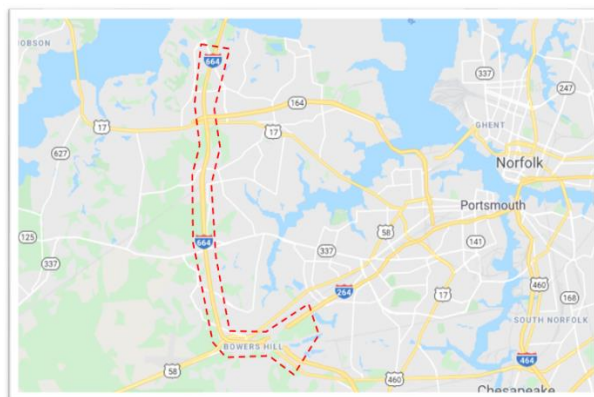 JOBSON
664
337
247
164
17
17
GHENT
627
Norfolk
Portsmouth
58
125
337
337
141
664
264
17
460
168
SOUTH NORFOLK
BOWERS HILL
464
58
460
Chesapeake